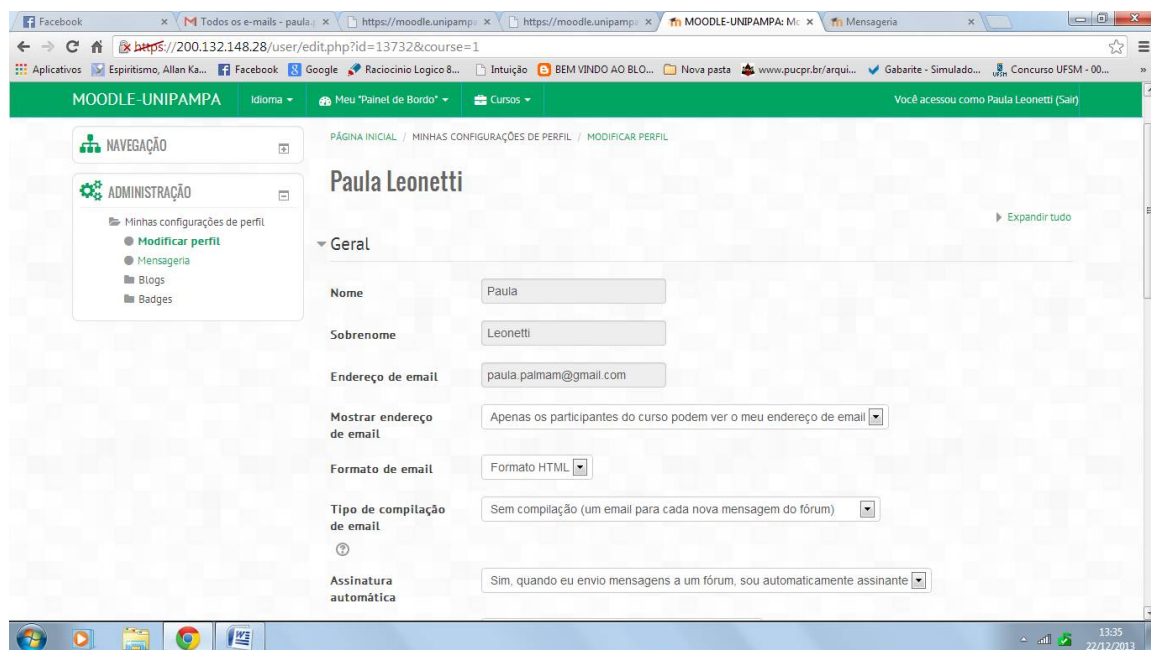 Facebook
Todos os e-mails - paula.p
https://moodle.unipampa
https://moodle.unipampa
MOODLE-UNIPAMPA: Mo
Mensageria
https://200.132.148.28/user/edit.php?id=13732&course=1
Aplicativos Espiritismo, Allan Ka... Facebook Google Raciocinio Logico 8... Intuição BEM VINDO AO BLO... Nova pasta www.pucpr.br/arqui... Gabarite - Simulado... Concurso UFSM - 00... »
MOODLE-UNIPAMPA Idioma Meu "Painel de Bordo" Cursos Você acessou como Paula Leonetti (Sair)
NAVEGAÇÃO
PÁGINA INICIAL / MINHAS CONFIGURAÇÕES DE PERFIL / MODIFICAR PERFIL
ADMINISTRAÇÃO
Minhas configurações de perfil
Modificar perfil
Mensageria
Blogs
Badges
Paula Leonetti
Expandir tudo
Geral
Nome Paula
Sobrenome Leonetti
Endereço de email paula.palmam@gmail.com
Mostrar endereço de email Apenas os participantes do curso podem ver o meu endereço de email
Formato de email Formato HTML
Tipo de compilação de email Sem compilação (um email para cada nova mensagem do fórum)
Assinatura automática Sim, quando eu envio mensagens a um fórum, sou automaticamente assinante
13:35
22/12/2013